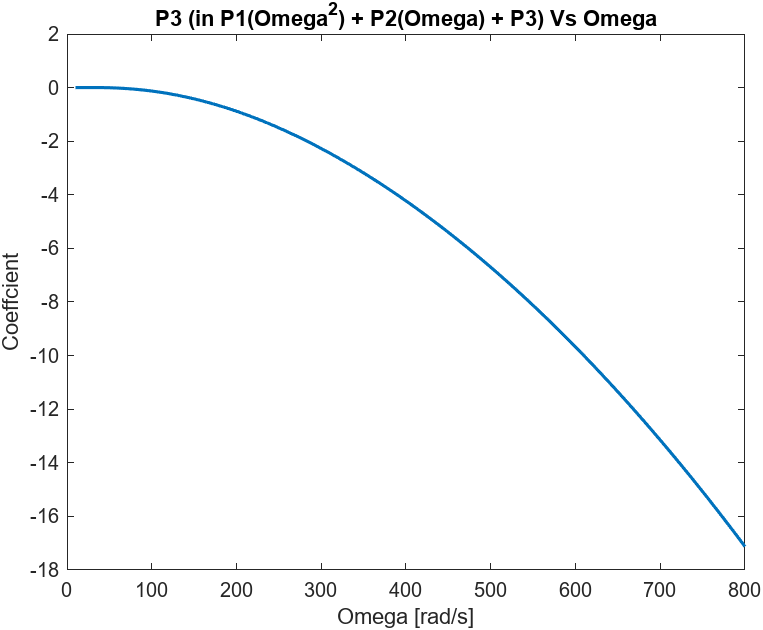 P3 (in P1(Omega²) + P2(Omega) + P3) Vs Omega
2
0
-2
-4
-6
-8
-10
-12
-14
-16
-18
Coeffcient
0 100 200 300 400 500 600 700 800
Omega [rad/s]